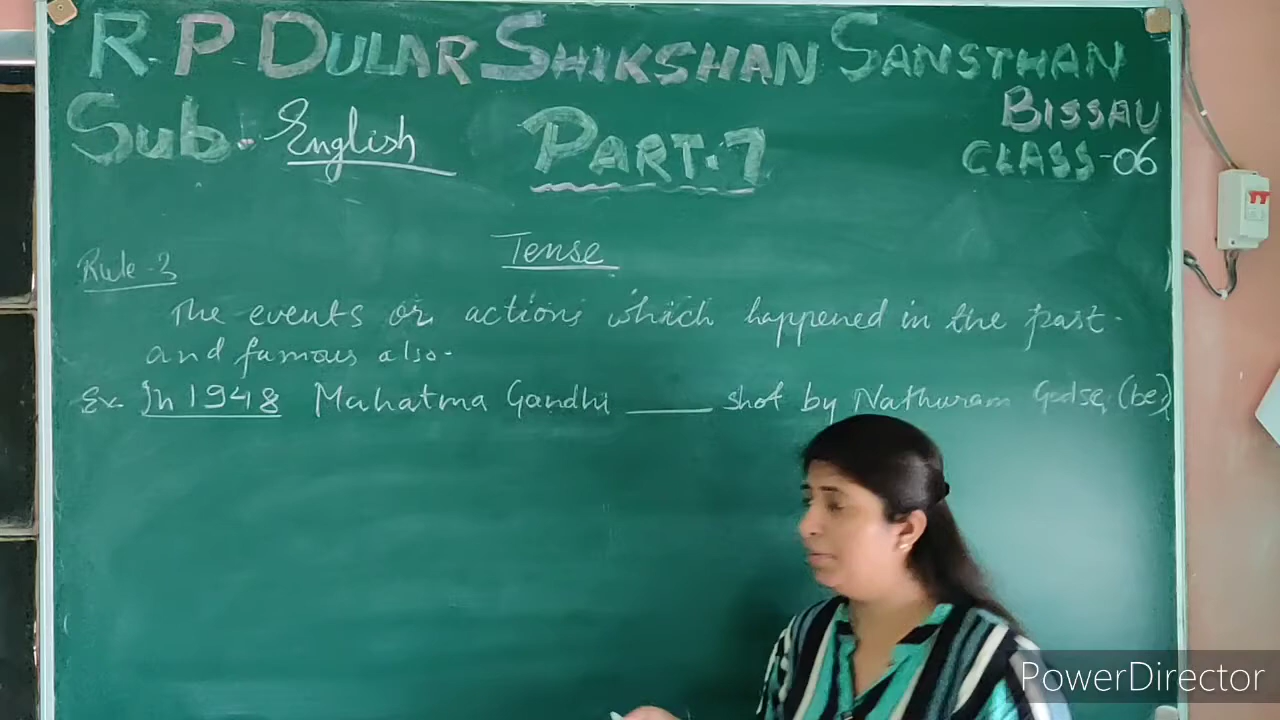 R.P. DULAR SHIKSHAN SANSTHAN
BISSAU
Sub. English PART.7 CLASS-06
Tense
Rule-3
The events or actions which happened in the past.
and famous also.
Ex In 1948 Mahatma Gandhi ____ shot by Nathuram Godse, (be)
PowerDirector